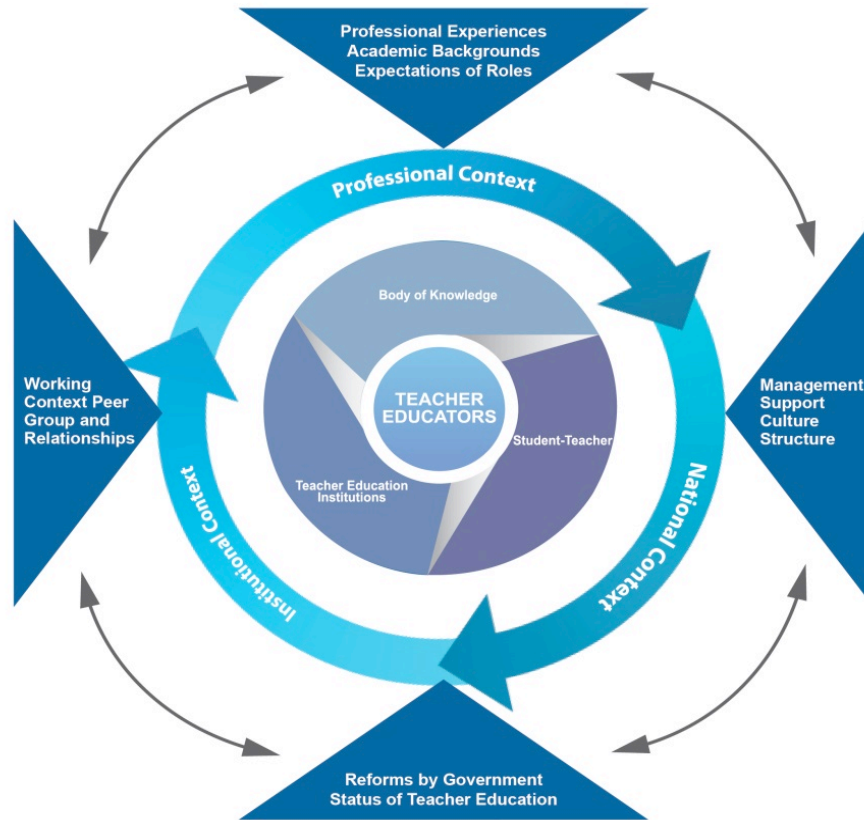 Professional Experiences
Academic Backgrounds
Expectations of Roles
Professional Context
Body of Knowledge
Working
Context Peer
Group and
Relationships
TEACHER
EDUCATORS
Management
Support
Culture
Structure
Student-Teacher
Teacher Education
Institutions
Institutional Context
National Context
Reforms by Government
Status of Teacher Education